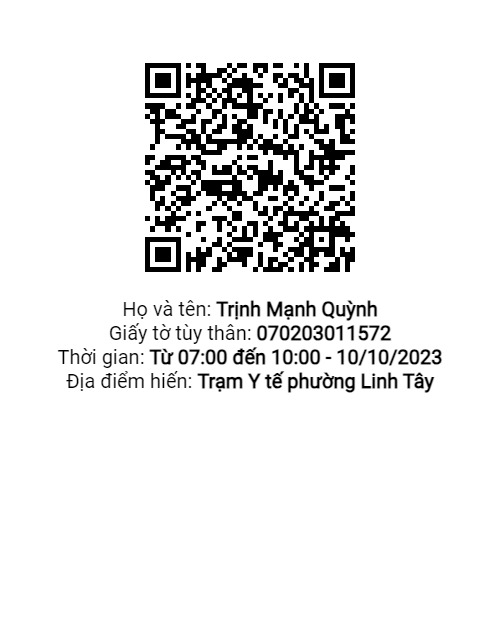 Họ và tên: Trịnh Mạnh Quỳnh
Giấy tờ tùy thân: 070203011572
Thời gian: Từ 07:00 đến 10:00 - 10/10/2023
Địa điểm hiến: Trạm Y tế phường Linh Tây